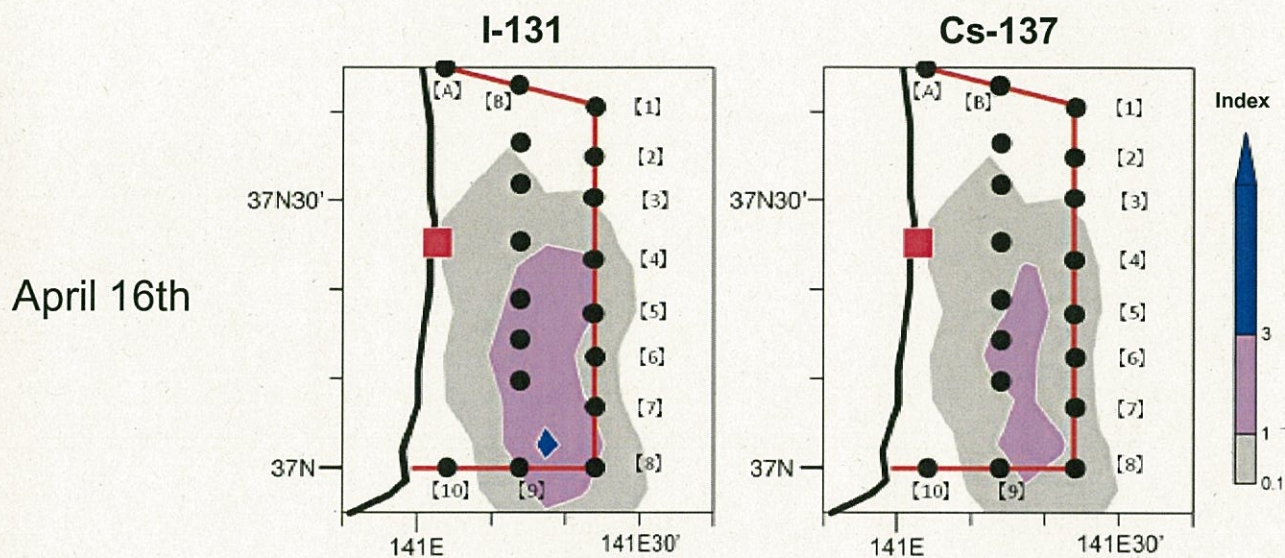 I-131
Cs-137
April 16th
【A】
【B】
【1】
【2】
【3】
【4】
【5】
【6】
【7】
【8】
【9】
【10】
37N30'
37N
141E
141E30'
【A】
【B】
【1】
【2】
【3】
【4】
【5】
【6】
【7】
【8】
【9】
【10】
37N30'
37N
141E
141E30'
Index
3
1
0.1